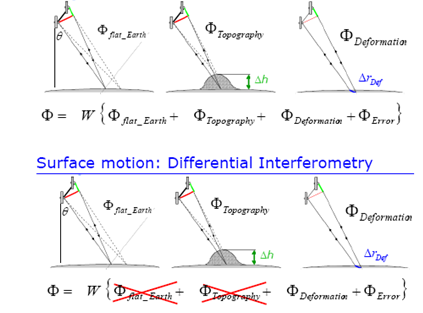 θ Φ flat_Earth Φ Topography Δh Φ Deformation Δr Def
Φ = W { Φ flat_Earth + Φ Topography + Φ Deformation + Φ Error }
Surface motion: Differential Interferometry
θ Φ flat_Earth Φ Topography Δh Φ Deformation Δr Def
Φ = W { Φ flat_Earth + Φ Topography + Φ Deformation + Φ Error }